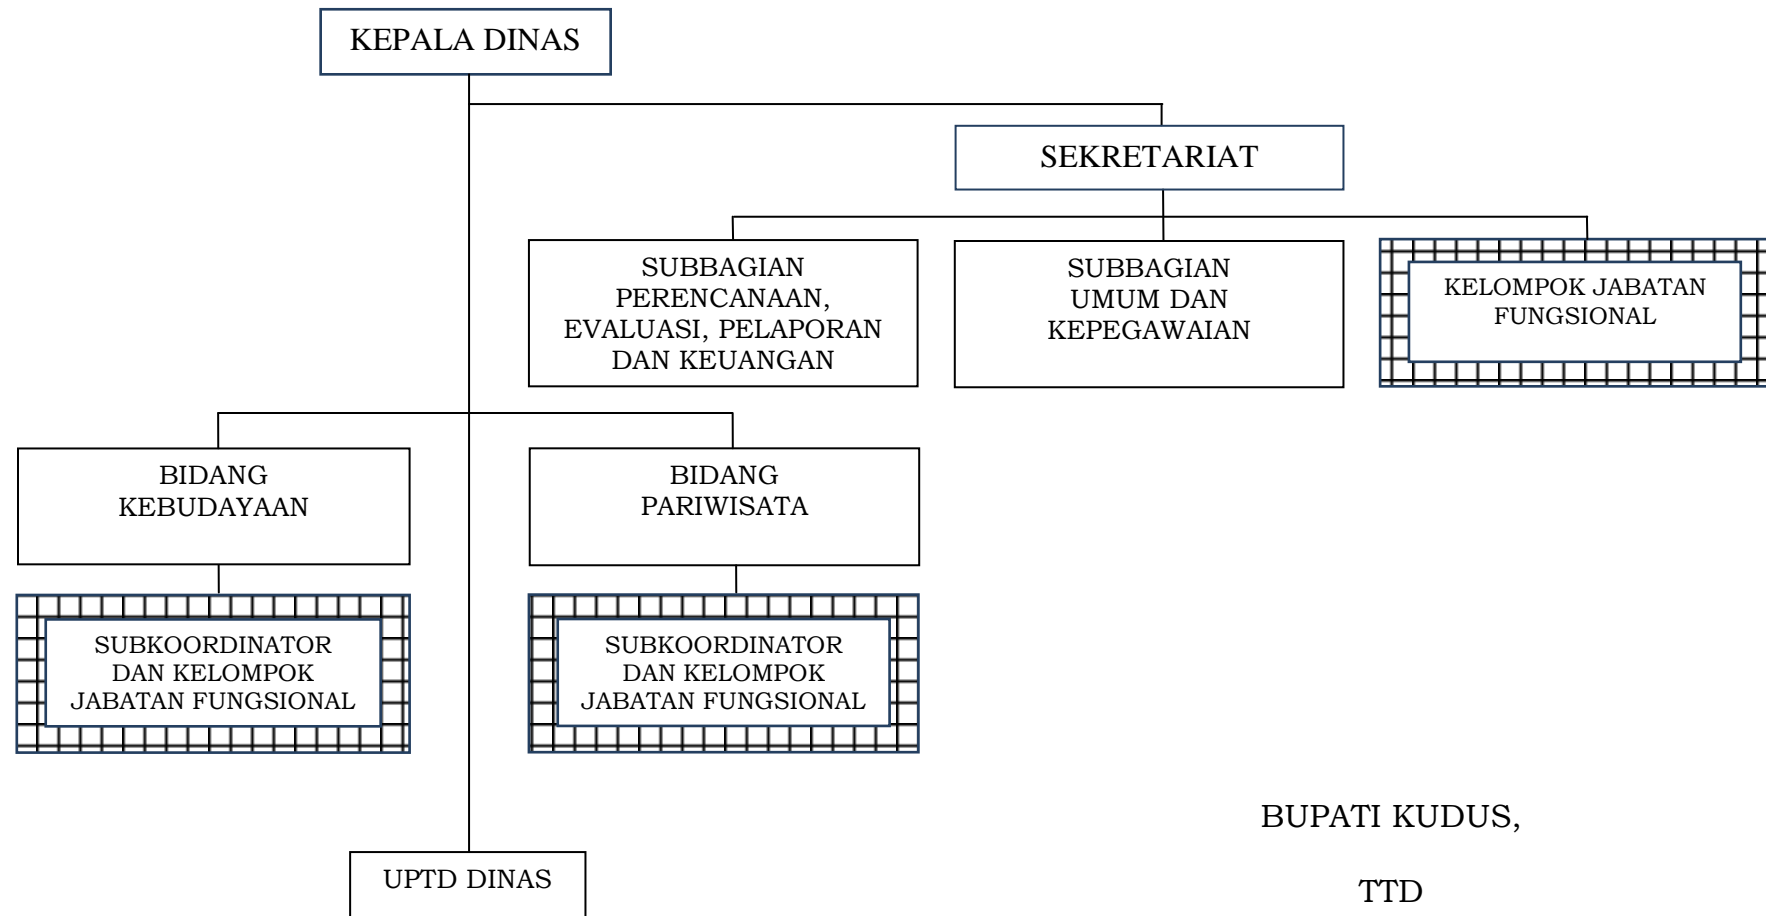 KEPALA DINAS
SEKRETARIAT
SUBBAGIAN
PERENCANAAN,
EVALUASI, PELAPORAN
DAN KEUANGAN
SUBBAGIAN
UMUM DAN
KEPEGAWAIAN
KELOMPOK JABATAN
FUNGSIONAL
BIDANG
KEBUDAYAAN
BIDANG
PARIWISATA
SUBKOORDINATOR
DAN KELOMPOK
JABATAN FUNGSIONAL
SUBKOORDINATOR
DAN KELOMPOK
JABATAN FUNGSIONAL
UPTD DINAS
BUPATI KUDUS,
TTD